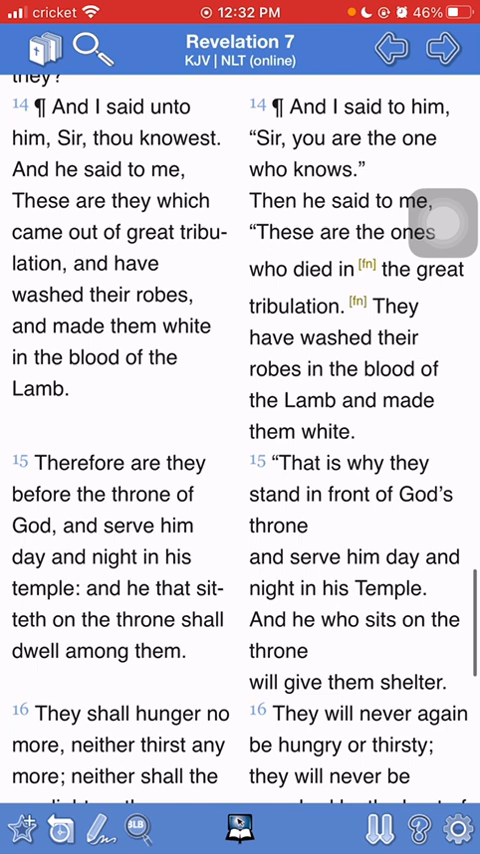 cricket 12:32 PM 46%
Revelation 7
KJV | NLT (online)
they?
14 ¶ And I said unto
him, Sir, thou knowest.
And he said to me,
These are they which
came out of great tribu-
lation, and have
washed their robes,
and made them white
in the blood of the
Lamb.
15 Therefore are they
before the throne of
God, and serve him
day and night in his
temple: and he that sit-
teth on the throne shall
dwell among them.
16 They shall hunger no
more, neither thirst any
more; neither shall the
14 ¶ And I said to him,
“Sir, you are the one
who knows.”
Then he said to me,
“These are the ones
who died in [fn] the great
tribulation. [fn] They
have washed their
robes in the blood of
the Lamb and made
them white.
15 “That is why they
stand in front of God’s
throne
and serve him day and
night in his Temple.
And he who sits on the
throne
will give them shelter.
16 They will never again
be hungry or thirsty;
they will never be
BLB